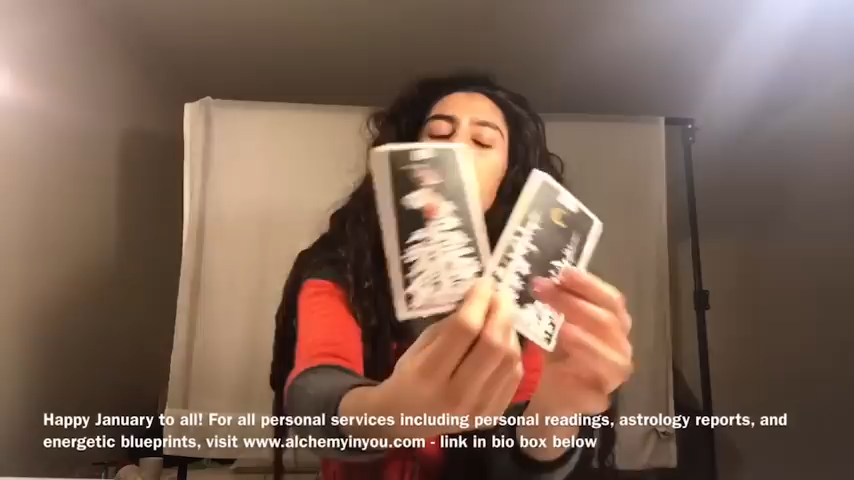 Happy January to all! For all personal services including personal readings, astrology reports, and
energetic blueprints, visit www.alchemyinyou.com - link in bio box below